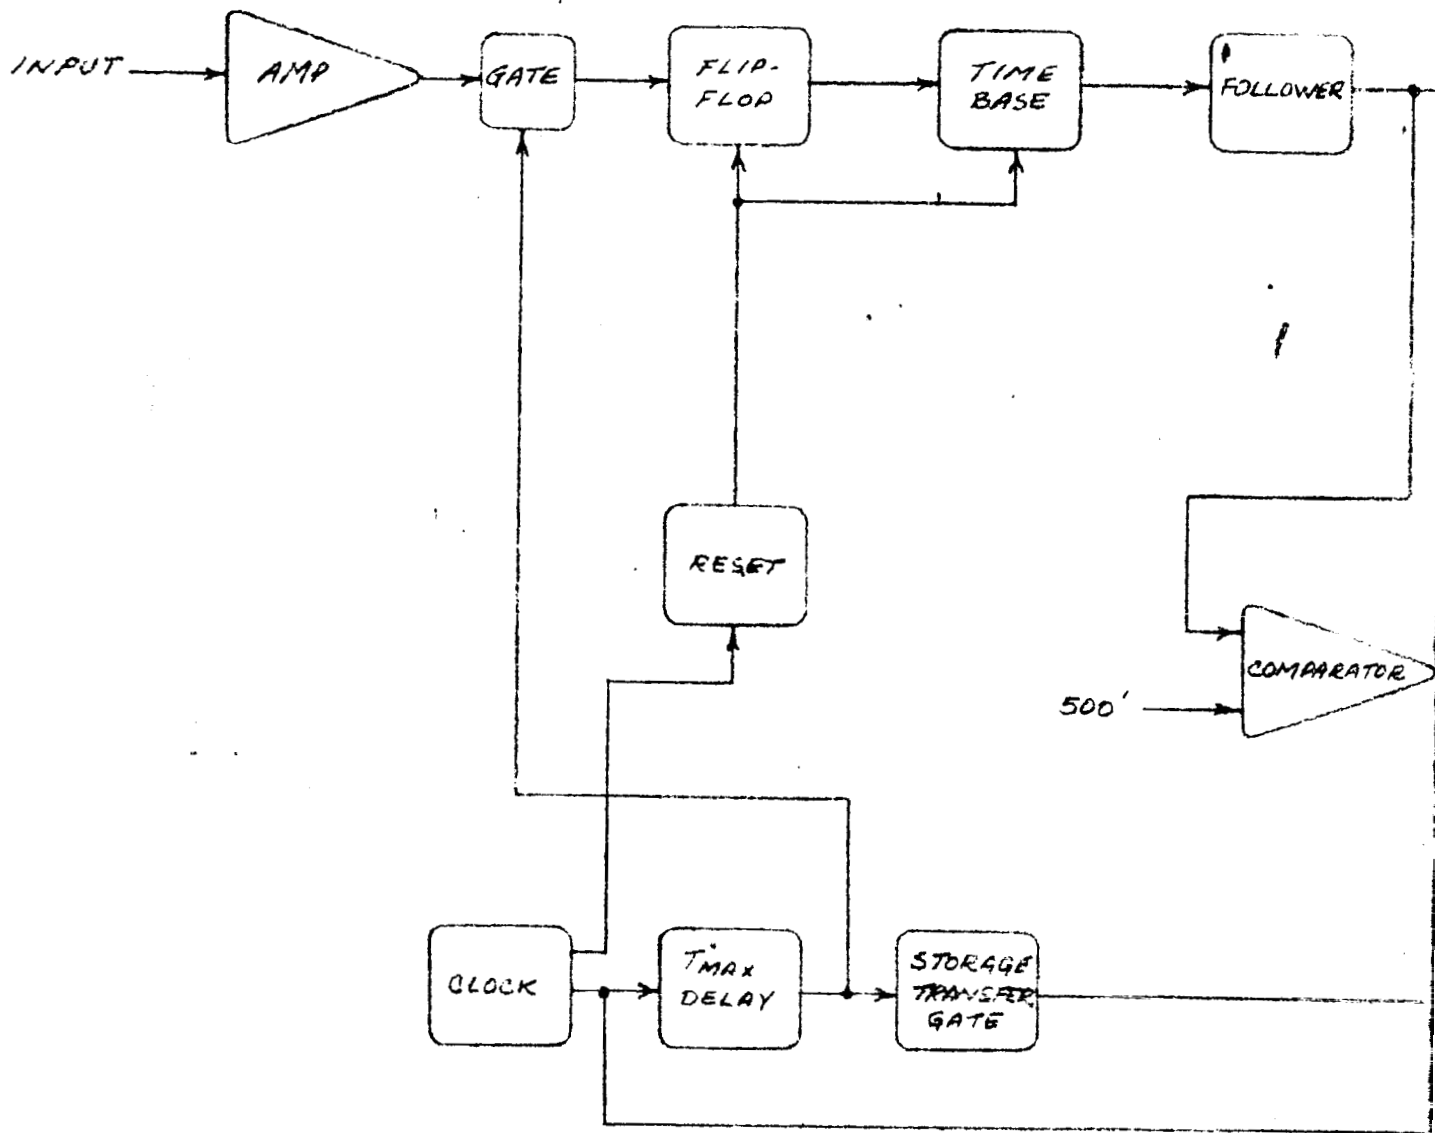 INPUT
AMP
GATE
FLIP-
FLOP
TIME
BASE
FOLLOWER
RESET
COMPARATOR
500'
CLOCK
TMAX
DELAY
STORAGE
TRANSFER
GATE